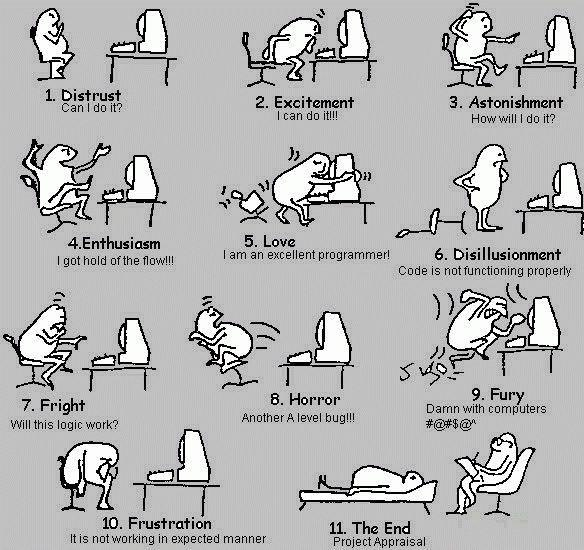 1. Distrust
Can I do it?
2. Excitement
I can do it!!!
3. Astonishment
How will I do it?
4.Enthusiasm
I got hold of the flow!!!
5. Love
I am an excellent programmer!
6. Disillusionment
Code is not functioning properly
7. Fright
Will this logic work?
8. Horror
Another A level bug!!!
9. Fury
Damn with computers
#@#$@^
10. Frustration
It is not working in expected manner
11. The End
Project Appraisal